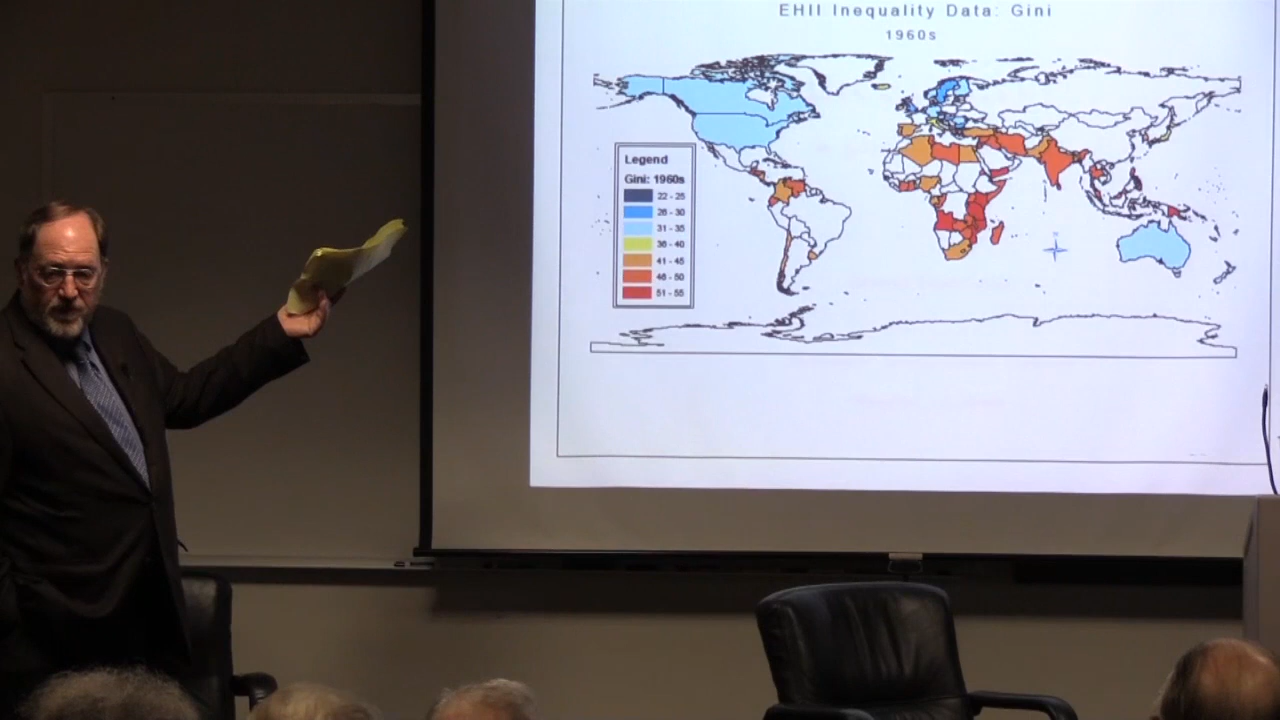 EHII Inequality Data: Gini
1960s
Legend
Gini: 1960s
22 - 25
26 - 30
31 - 35
36 - 40
41 - 45
46 - 50
51 - 55